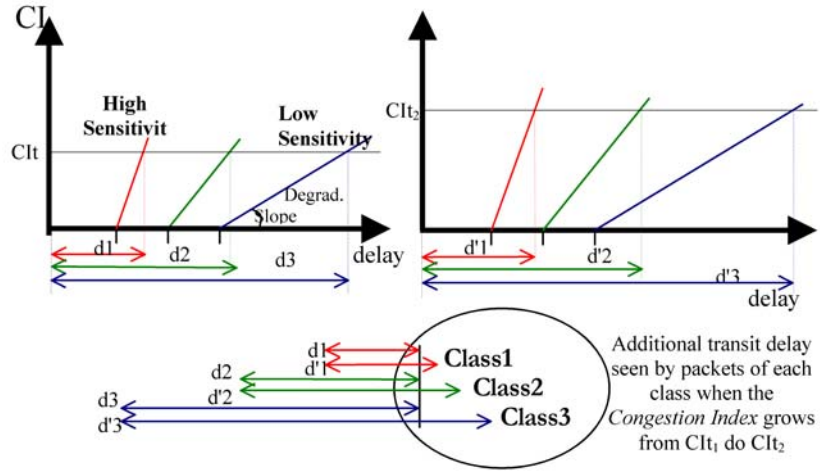 CI
High
Sensitivit
Low
Sensitivity
CIt
Degrad.
Slope
d1
d2
d3
delay
CIt2
d'1
d'2
d'3
delay
d1
d'1
Class1
d2
d'2
Class2
d3
d'3
Class3
Additional transit delay
seen by packets of each
class when the
Congestion Index grows
from CIt1 do CIt2